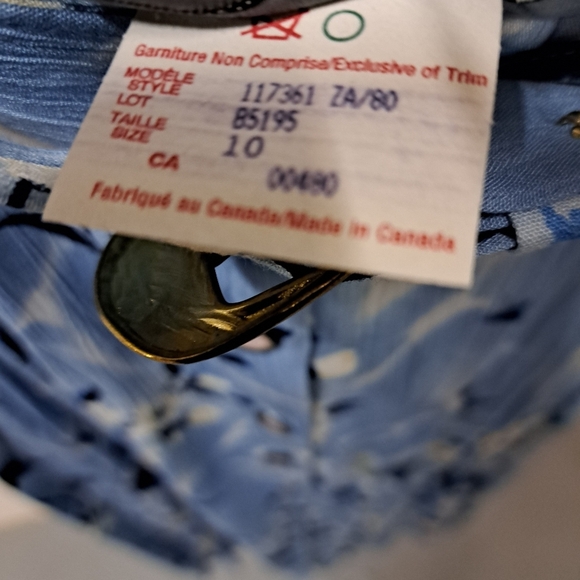 Garniture Non Comprise/Exclusive of Trim
MODÈLE
STYLE 117361 ZA/80
LOT B5195
TAILLE
SIZE 10
CA 00480
Fabriqué au Canada/Made in Canada